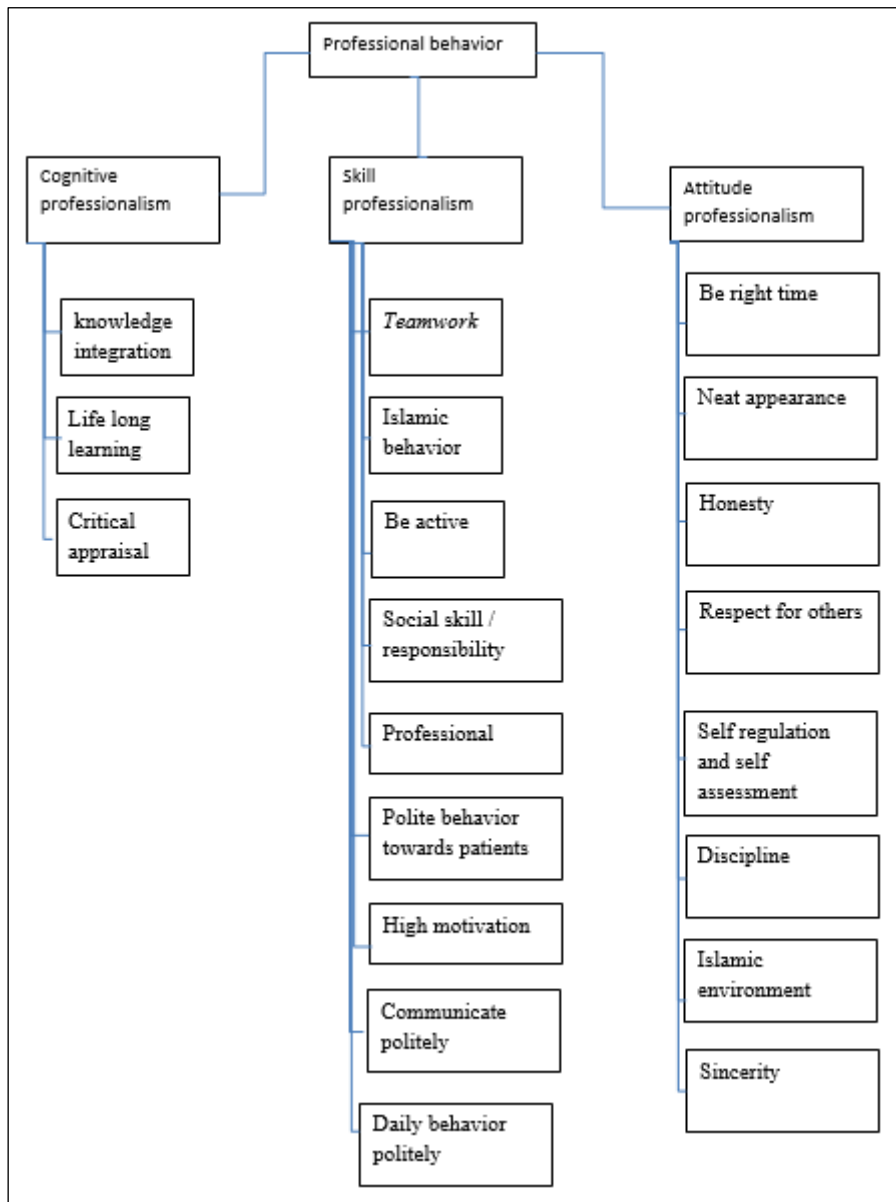 Professional behavior
Cognitive
professionalism
knowledge
integration
Life long
learning
Critical
appraisal
Skill
professionalism
Teamwork
Islamic
behavior
Be active
Social skill /
responsibility
Professional
Polite behavior
towards patients
High motivation
Communicate
politely
Daily behavior
politely
Attitude
professionalism
Be right time
Neat appearance
Honesty
Respect for others
Self regulation
and self
assessment
Discipline
Islamic
environment
Sincerity